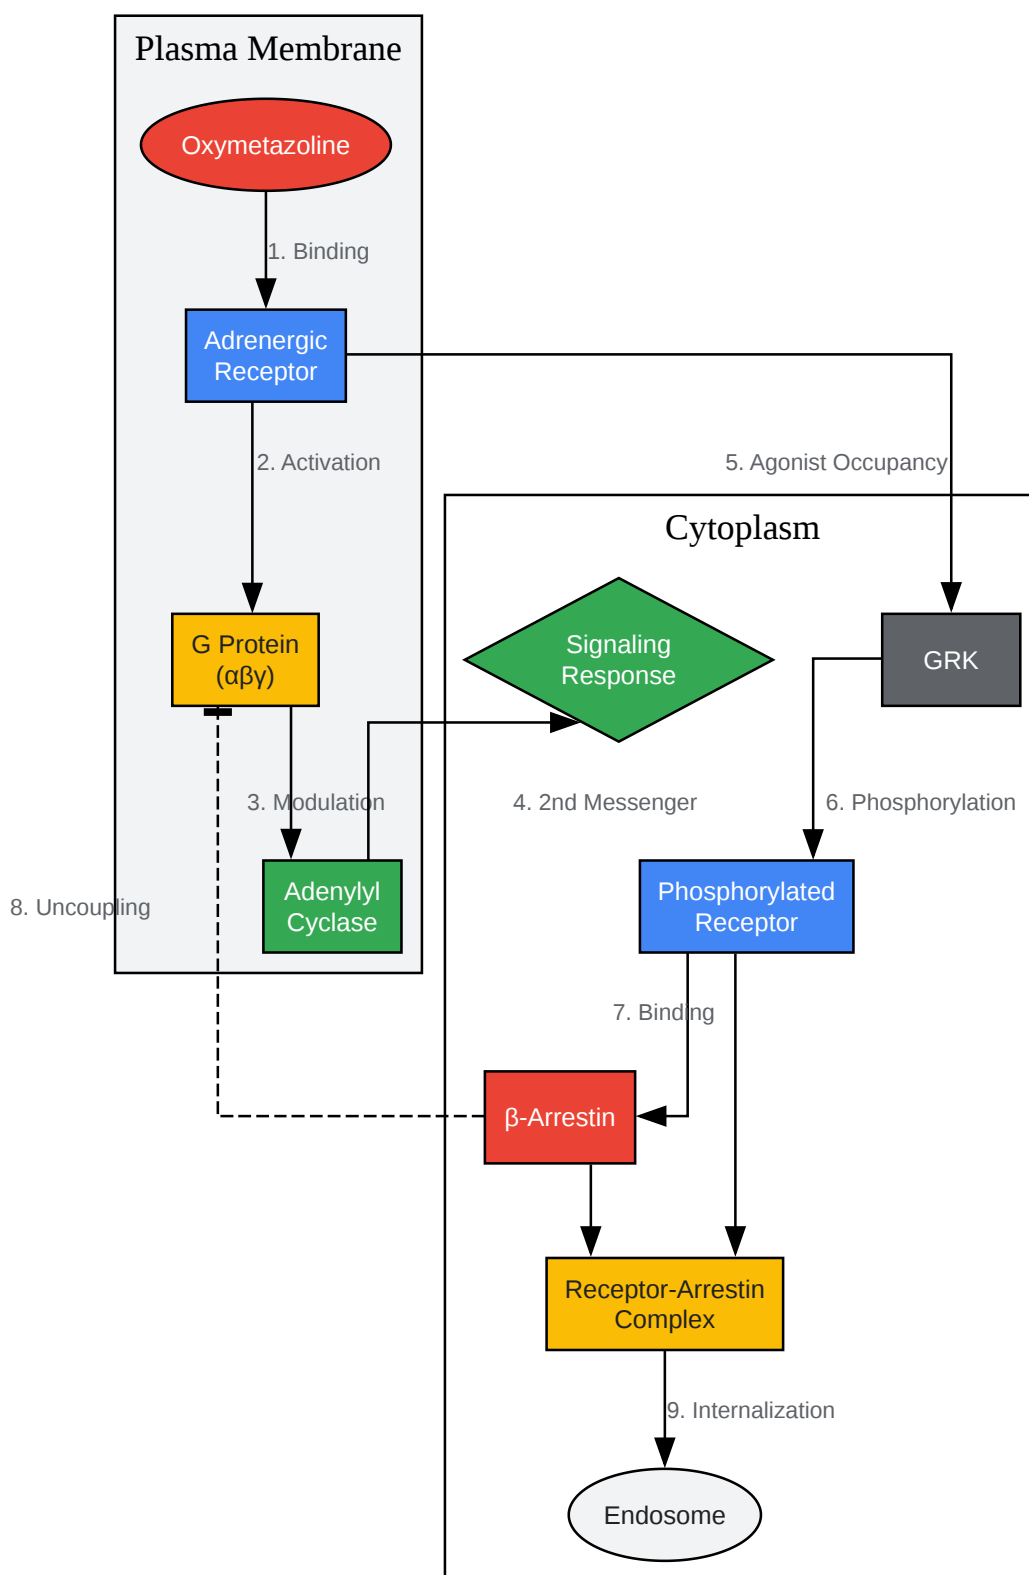 Plasma Membrane
Oxymetazoline
1. Binding
Adrenergic
Receptor
2. Activation
5. Agonist Occupancy
Cytoplasm
G Protein
(αβγ)
Signaling
Response
GRK
3. Modulation
4. 2nd Messenger
6. Phosphorylation
Adenylyl
Cyclase
Phosphorylated
Receptor
8. Uncoupling
7. Binding
β-Arrestin
Receptor-Arrestin
Complex
9. Internalization
Endosome